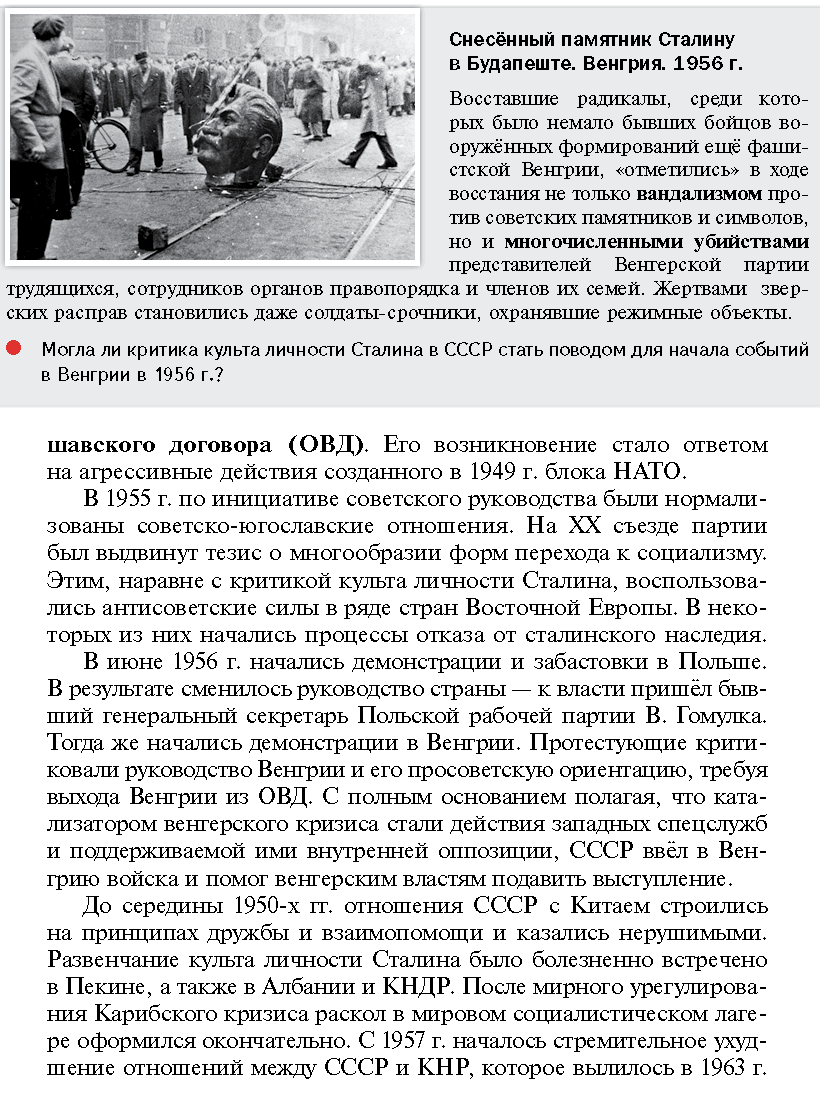 Снесённый памятник Сталину
в Будапеште. Венгрия. 1956 г.
Восставшие радикалы, среди кото-
рых было немало бывших бойцов во-
оружённых формирований ещё фаши-
стской Венгрии, «отметились» в ходе
восстания не только вандализмом про-
тив советских памятников и символов,
но и многочисленными убийствами
представителей Венгерской партии
трудящихся, сотрудников органов правопорядка и членов их семей. Жертвами звер-
ских расправ становились даже солдаты-срочники, охранявшие режимные объекты.
Могла ли критика культа личности Сталина в СССР стать поводом для начала событий
в Венгрии в 1956 г.?
шавского договора (ОВД). Его возникновение стало ответом
на агрессивные действия созданного в 1949 г. блока НАТО.
В 1955 г. по инициативе советского руководства были нормали-
зованы советско-югославские отношения. На XX съезде партии
был выдвинут тезис о многообразии форм перехода к социализму.
Этим, наравне с критикой культа личности Сталина, воспользова-
лись антисоветские силы в ряде стран Восточной Европы. В неко-
торых из них начались процессы отказа от сталинского наследия.
В июне 1956 г. начались демонстрации и забастовки в Польше.
В результате сменилось руководство страны — к власти пришёл быв-
ший генеральный секретарь Польской рабочей партии В. Гомулка.
Тогда же начались демонстрации в Венгрии. Протестующие крити-
ковали руководство Венгрии и его просоветскую ориентацию, требуя
выхода Венгрии из ОВД. С полным основанием полагая, что ката-
лизатором венгерского кризиса стали действия западных спецслужб
и поддерживаемой ими внутренней оппозиции, СССР ввёл в Вен-
грию войска и помог венгерским властям подавить выступление.
До середины 1950-х гг. отношения СССР с Китаем строились
на принципах дружбы и взаимопомощи и казались нерушимыми.
Развенчание культа личности Сталина было болезненно встречено
в Пекине, а также в Албании и КНДР. После мирного урегулирова-
ния Карибского кризиса раскол в мировом социалистическом лаге-
ре оформился окончательно. С 1957 г. началось стремительное ухуд-
шение отношений между СССР и КНР, которое вылилось в 1963 г.